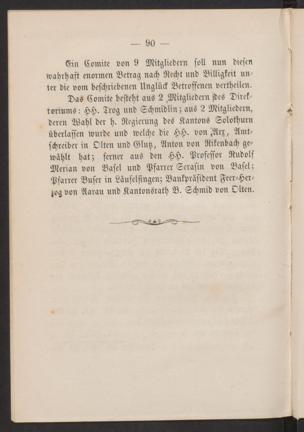 — 90 —
Ein Comite von 9 Mitgliedern soll nun diesen
wahrhaft enormen Betrag nach Recht und Billigkeit un-
ter die vom beschriebenen Unglück Betroffenen vertheilen.
Das Comite besteht aus 2 Mitgliedern des Direk-
toriums: HH. Trog und Schmidlin; aus 2 Mitgliedern,
deren Wahl der h. Regierung des Kantons Solothurn
überlassen wurde und welche die HH. von Arx, Amt-
schreiber in Olten und Glutz, Anton von Rikenbach ge-
wählt hat; ferner aus den HH. Professor Rudolf
Merian von Basel und Pfarrer Serasin von Basel;
Pfarrer Buser in Läufelfingen; Bankpräsident Feer-Her-
zog von Aarau und Kantonsrath B. Schmid von Olten.